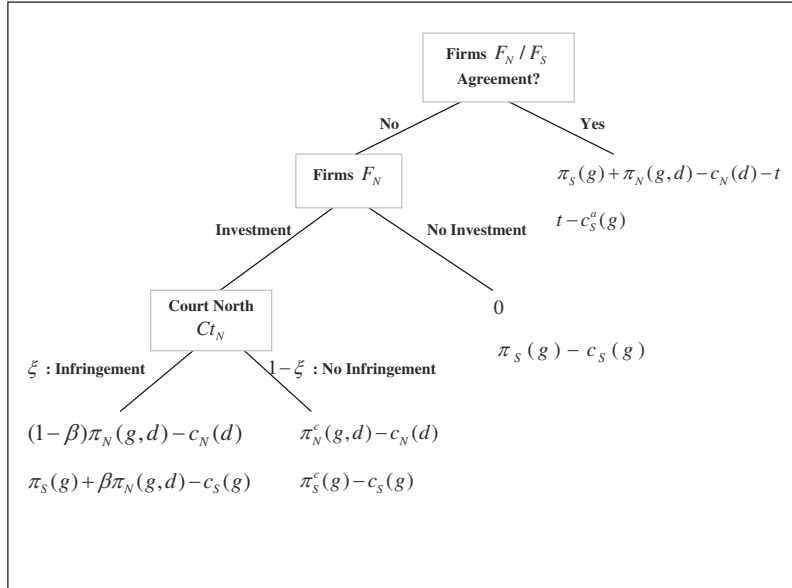 Firms F_N / F_S
Agreement?
No
Yes
Firms F_N
π_S(g)+π_N(g,d)−c_N(d)−t
t−c_S^a(g)
Investment
No Investment
Court North
Ct_N
0
π_S(g)−c_S(g)
ξ : Infringement
1−ξ : No Infringement
(1−β)π_N(g,d)−c_N(d)
π_N^c(g,d)−c_N(d)
π_S(g)+βπ_N(g,d)−c_S(g)
π_S^c(g)−c_S(g)